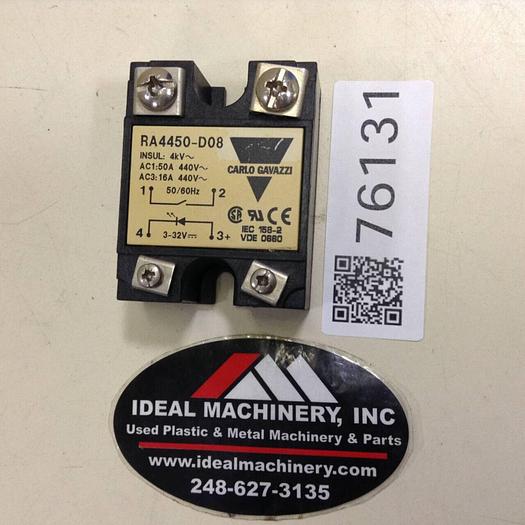 RA4450-D08
INSUL: 4kV~
AC1: 50A 440V~
AC3: 16A 440V~
CARLO GAVAZZI
1 50/60Hz 2
4 3-32V 3+
IEC 158-2
VDE 0660
76131
IDEAL MACHINERY, INC
Used Plastic & Metal Machinery & Parts
www.idealmachinery.com
248-627-3135